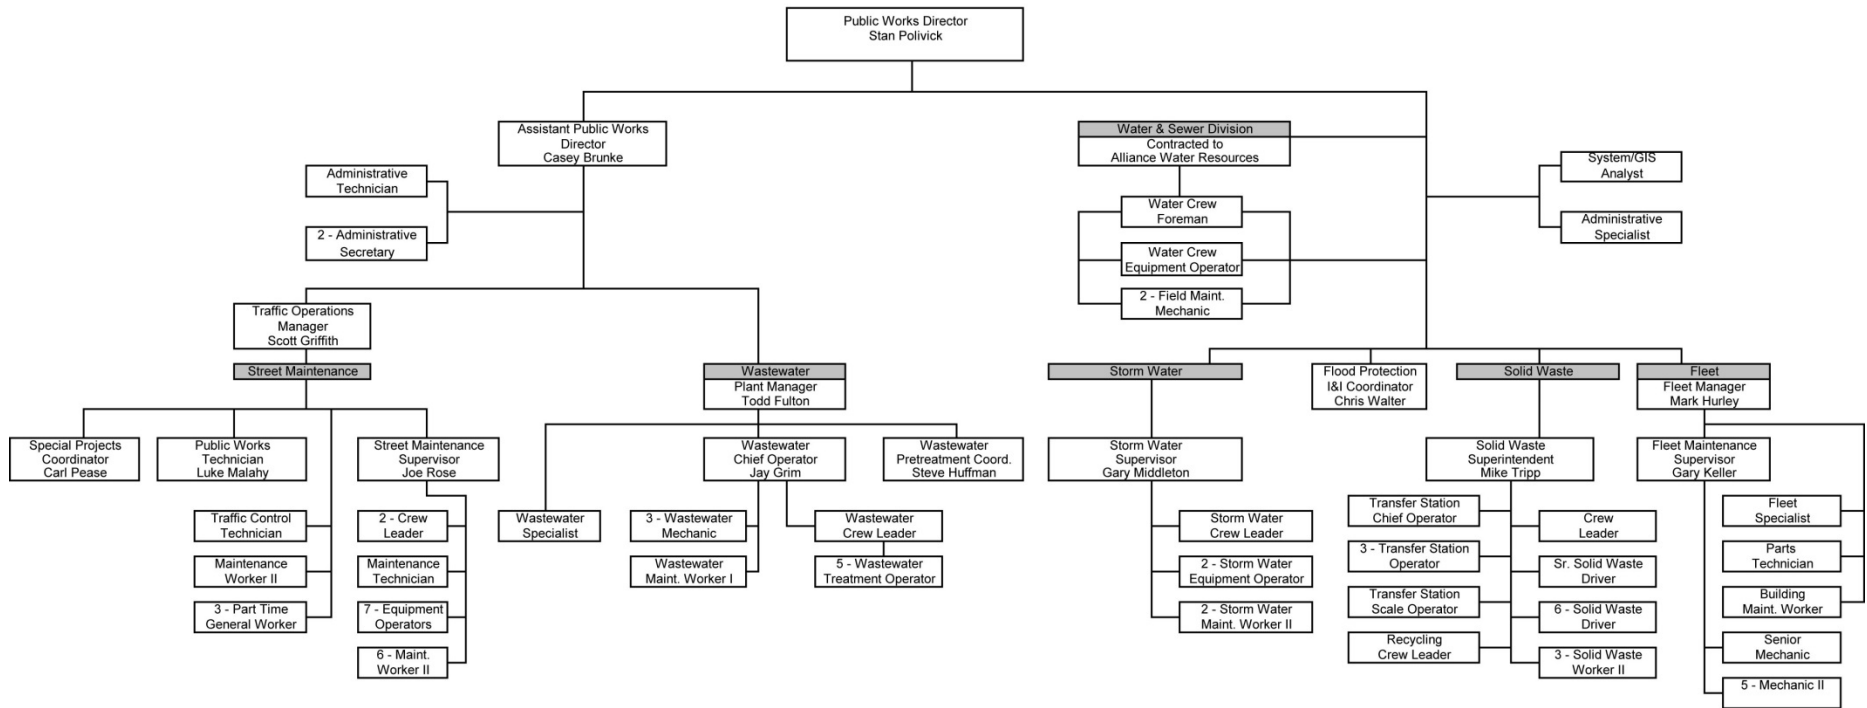 Public Works Director
Stan Polivick
Assistant Public Works
Director
Casey Brunke
Water & Sewer Division
Contracted to
Alliance Water Resources
Administrative
Technician
2 - Administrative
Secretary
System/GIS
Analyst
Administrative
Specialist
Water Crew
Foreman
Water Crew
Equipment Operator
2 - Field Maint.
Mechanic
Traffic Operations
Manager
Scott Griffith
Street Maintenance
Wastewater
Plant Manager
Todd Fulton
Storm Water
Flood Protection
I&I Coordinator
Chris Walter
Solid Waste
Fleet
Fleet Manager
Mark Hurley
Special Projects
Coordinator
Carl Pease
Public Works
Technician
Luke Malahy
Street Maintenance
Supervisor
Joe Rose
Wastewater
Chief Operator
Jay Grim
Wastewater
Pretreatment Coord.
Steve Huffman
Storm Water
Supervisor
Gary Middleton
Solid Waste
Superintendent
Mike Tripp
Fleet Maintenance
Supervisor
Gary Keller
Traffic Control
Technician
Maintenance
Worker II
3 - Part Time
General Worker
2 - Crew
Leader
Maintenance
Technician
7 - Equipment
Operators
6 - Maint.
Worker II
Wastewater
Specialist
3 - Wastewater
Mechanic
Wastewater
Maint. Worker I
Wastewater
Crew Leader
5 - Wastewater
Treatment Operator
Storm Water
Crew Leader
2 - Storm Water
Equipment Operator
2 - Storm Water
Maint. Worker II
Transfer Station
Chief Operator
3 - Transfer Station
Operator
Transfer Station
Scale Operator
Recycling
Crew Leader
Crew
Leader
Sr. Solid Waste
Driver
6 - Solid Waste
Driver
3 - Solid Waste
Worker II
Fleet
Specialist
Parts
Technician
Building
Maint. Worker
Senior
Mechanic
5 - Mechanic II